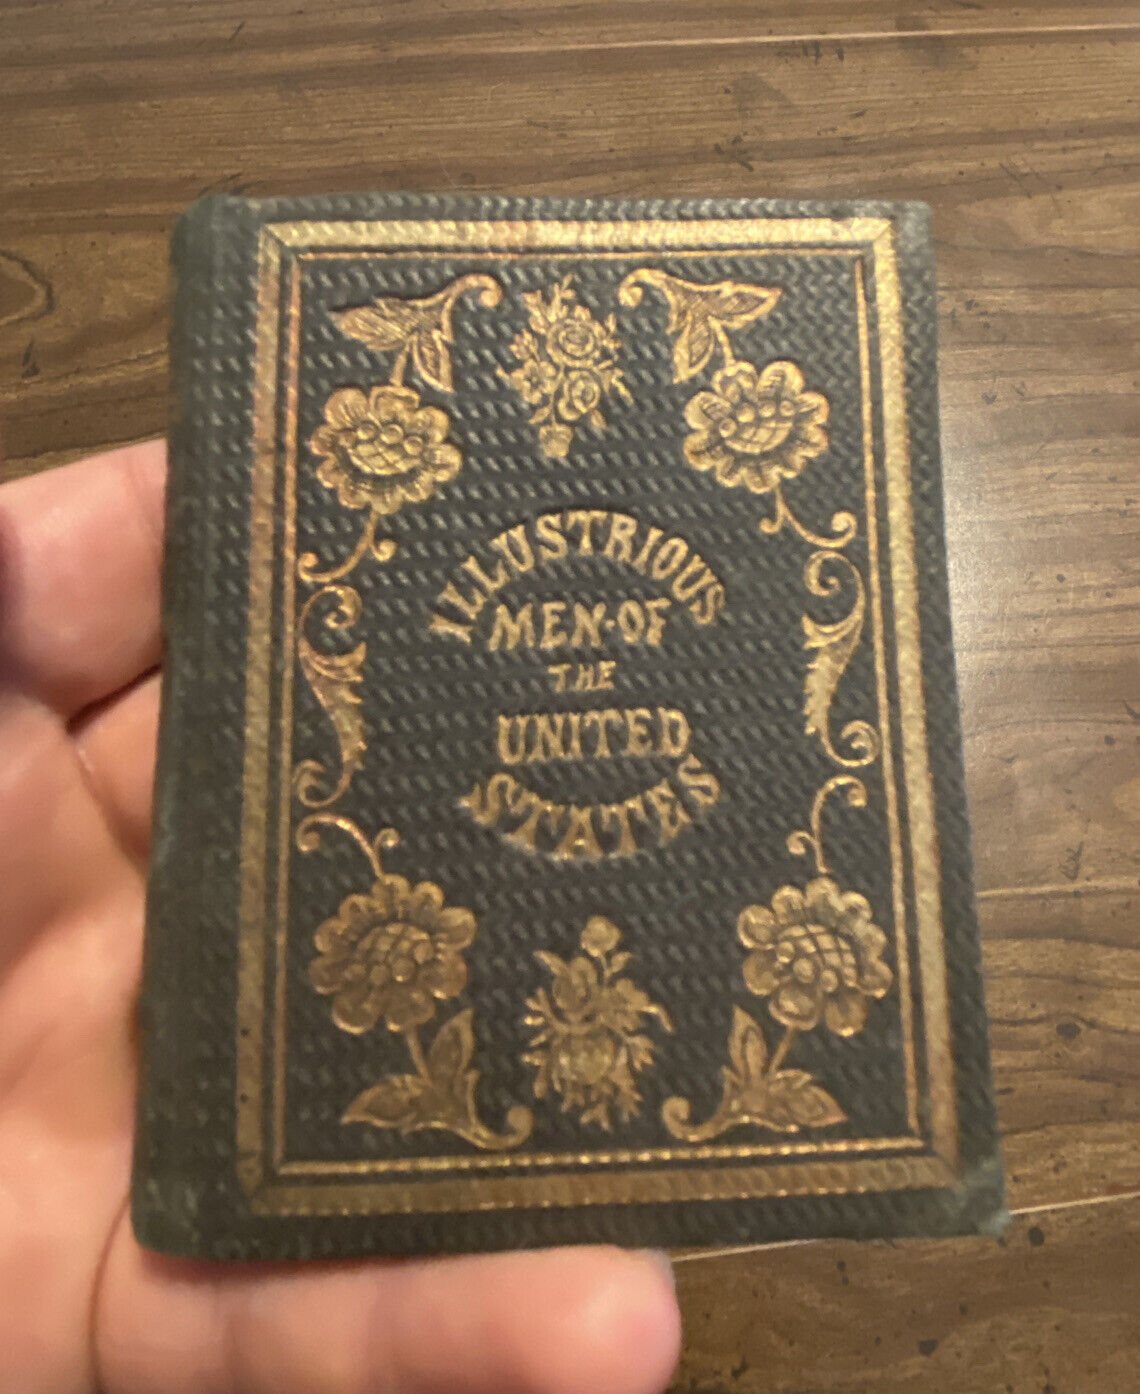 ILLUSTRIOUS
MEN-OF
THE
UNITED
STATES